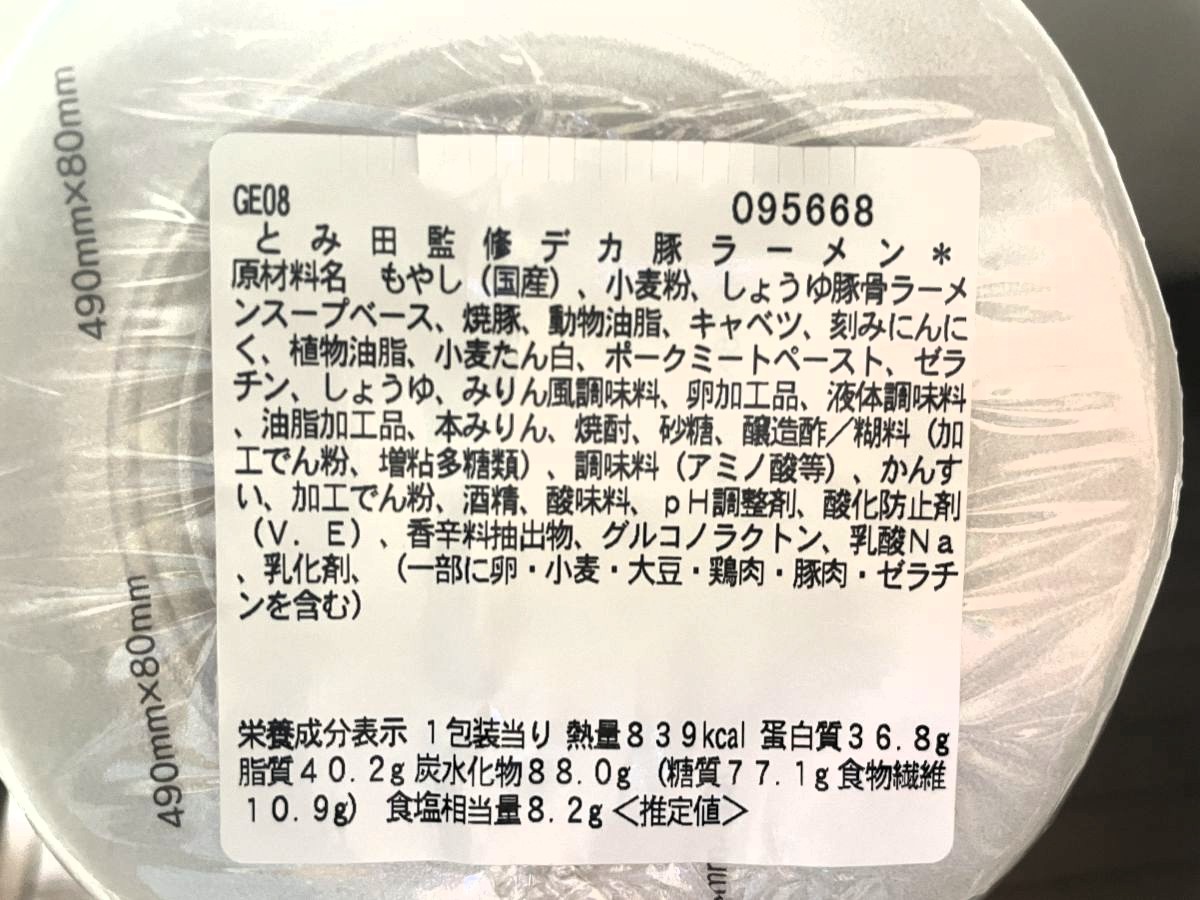 490mm×80mm
GE08 095668
とみ田監修デカ豚ラーメン*
原材料名 もやし（国産）、小麦粉、しょうゆ豚骨ラーメ
ンスープベース、焼豚、動物油脂、キャベツ、刻みにんに
く、植物油脂、小麦たん白、ポークミートペースト、ゼラ
チン、しょうゆ、みりん風調味料、卵加工品、液体調味料
、油脂加工品、本みりん、焼酎、砂糖、醸造酢／糊料（加
工でん粉、増粘多糖類）、調味料（アミノ酸等）、かんす
い、加工でん粉、酒精、酸味料、ｐＨ調整剤、酸化防止剤
（Ｖ．Ｅ）、香辛料抽出物、グルコノラクトン、乳酸Ｎａ
、乳化剤、（一部に卵・小麦・大豆・鶏肉・豚肉・ゼラチ
ンを含む）
490mm×80mm
栄養成分表示 １包装当り 熱量８３９kcal 蛋白質３６.８g
脂質４０.２g 炭水化物８８.０g （糖質７７.１g 食物繊維
１０.９g） 食塩相当量８.２g＜推定値＞